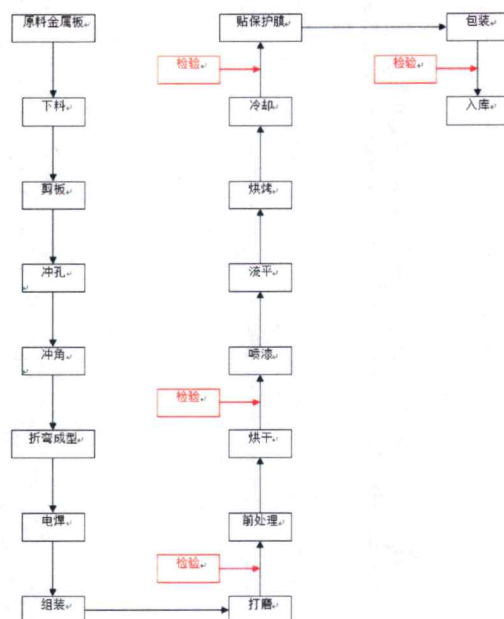 原料金属板
下料
剪板
冲孔
冲角
折弯成型
电焊
组装
打磨
检验
前处理
烘干
检验
喷漆
流平
烘烤
冷却
检验
贴保护膜
包装
检验
入库